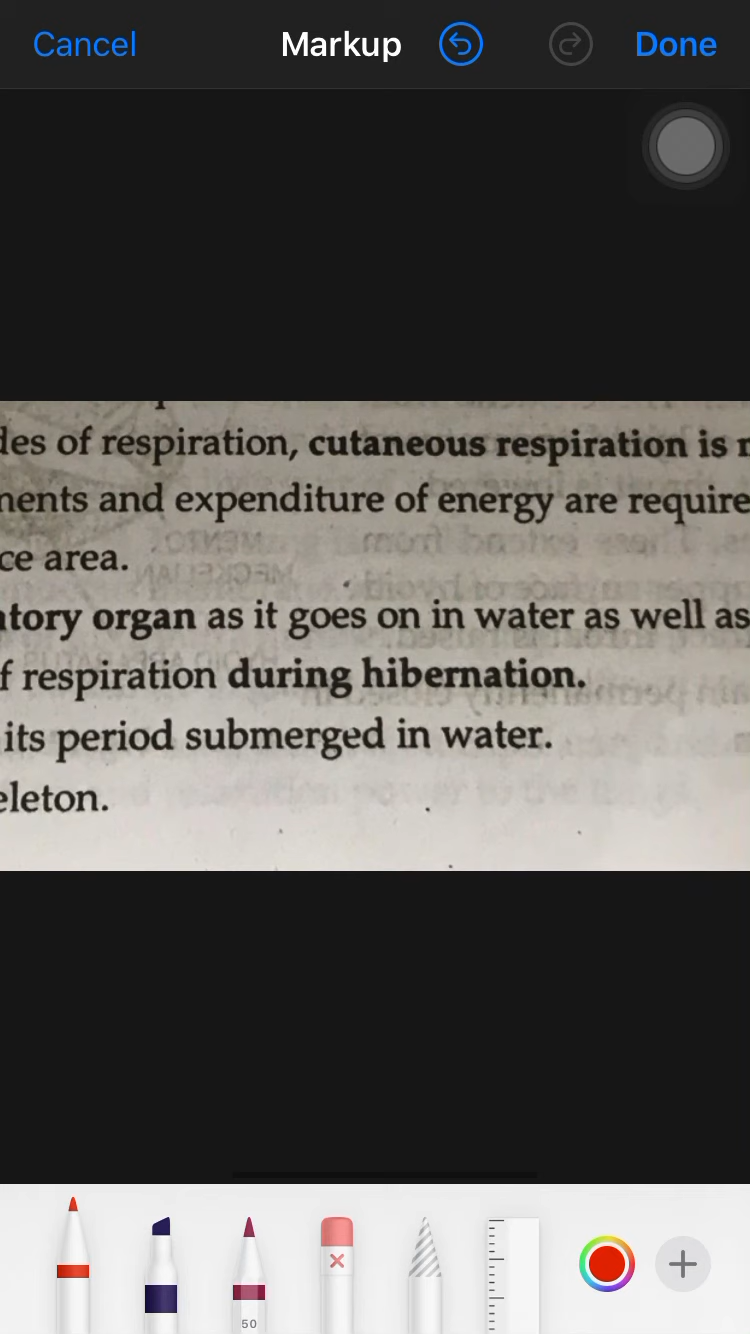 Cancel Markup Done
des of respiration, cutaneous respiration is
ments and expenditure of energy are require
ce area.
atory organ as it goes on in water as well as
f respiration during hibernation.
its period submerged in water.
eleton.
50